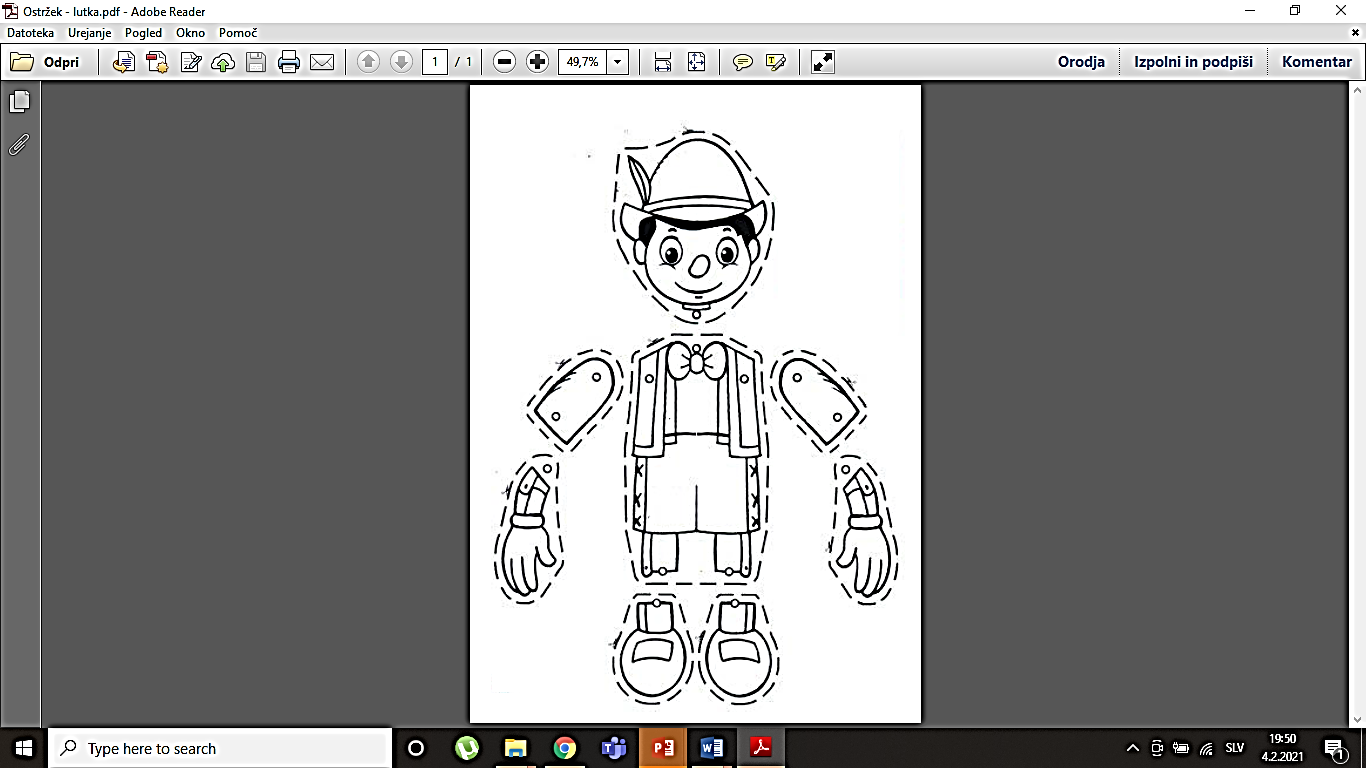 Ostržek - lutka.pdf - Adobe Reader
Datoteka Urejanje Pogled Okno Pomoč
Odpri 1 / 1 49,7% Orodja Izpolni in podpiši Komentar
Type here to search
SLV
19:50
4.2.2021
1